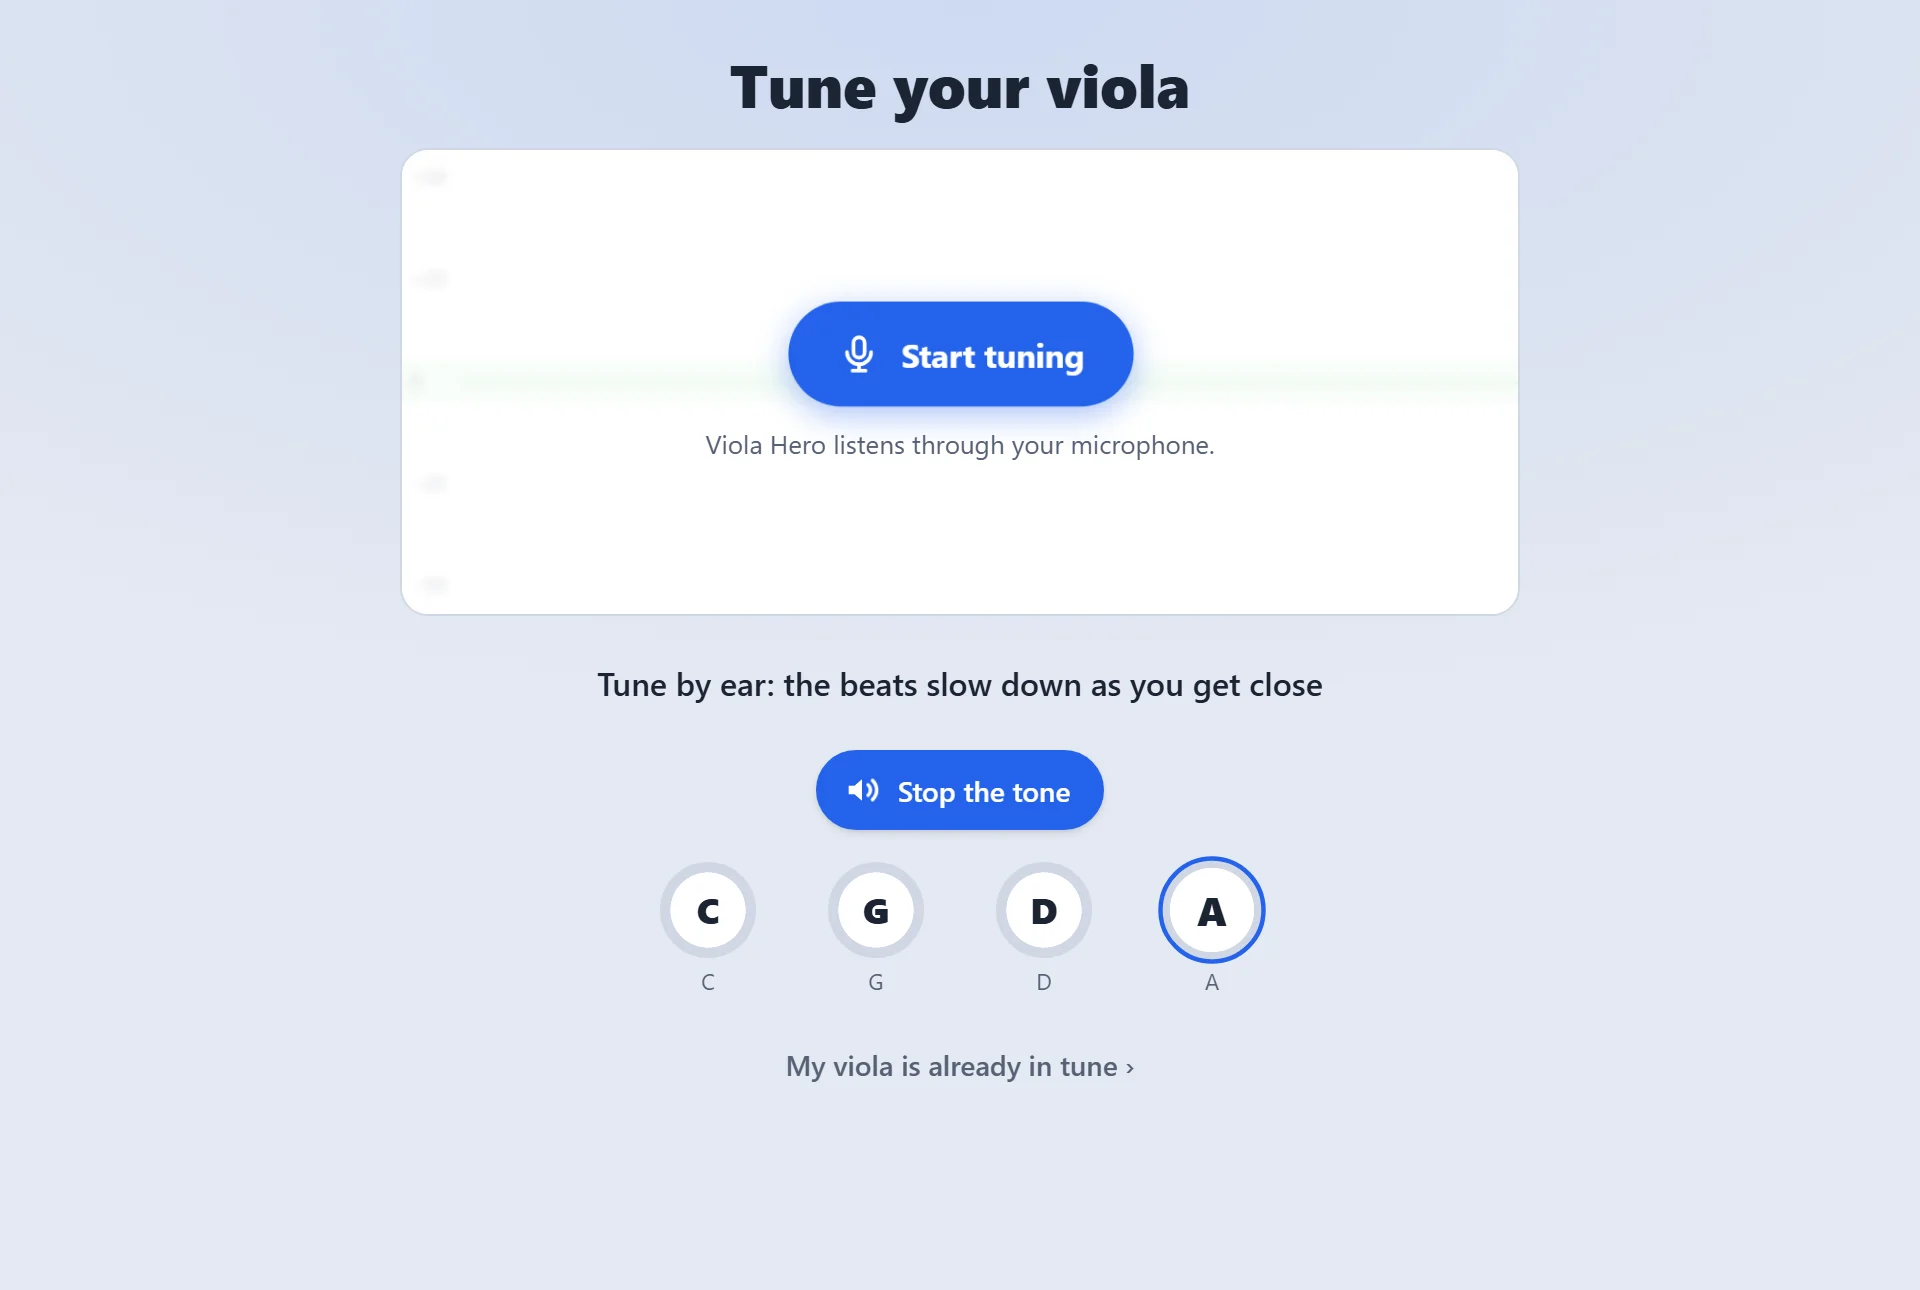 Tune your viola
Start tuning
Viola Hero listens through your microphone.
Tune by ear: the beats slow down as you get close
Stop the tone
C G D A
C G D A
My viola is already in tune ›